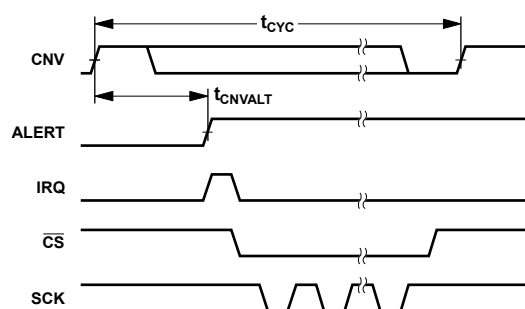 tCYC
CNV
tCNVALT
ALERT
IRQ
CS
SCK